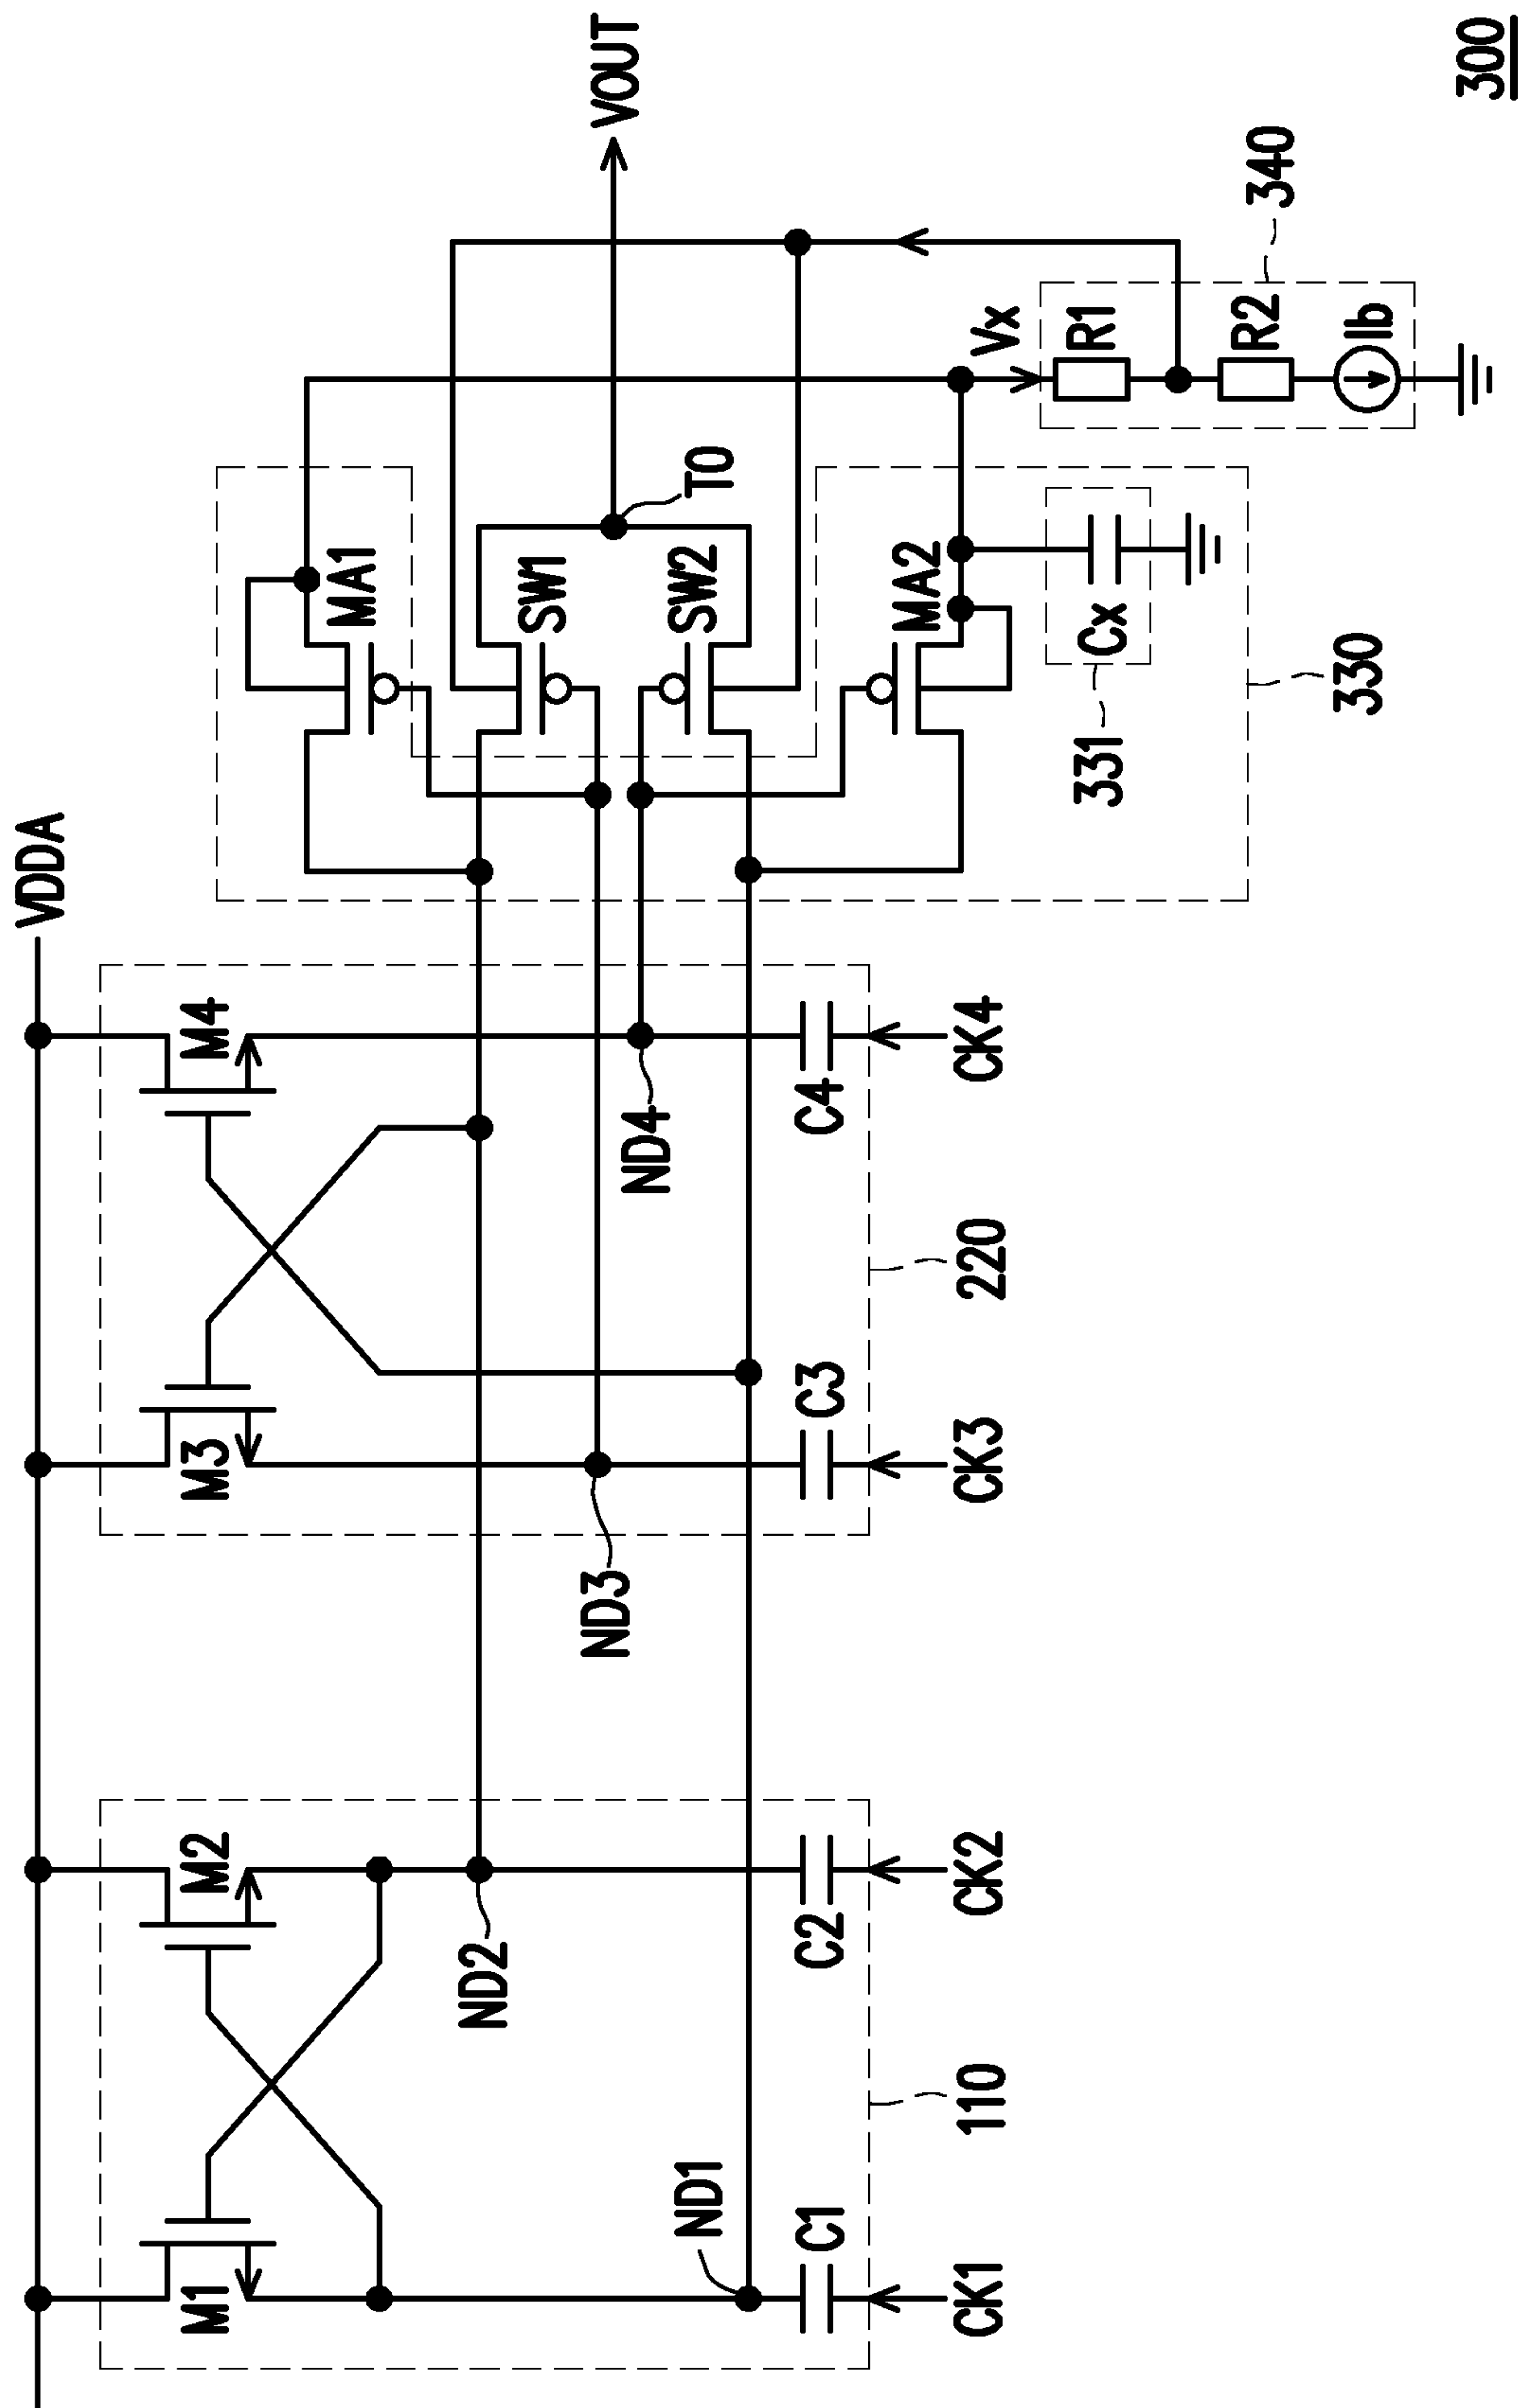 VDDA
M1
M2
M3
M4
MA1
SW1
SW2
MA2
ND1
ND2
ND3
ND4
TO
VOUT
C1
C2
C3
C4
CK1
CK2
CK3
CK4
110
220
Cx
331
330
Vx
R1
R2
Ib
340
300